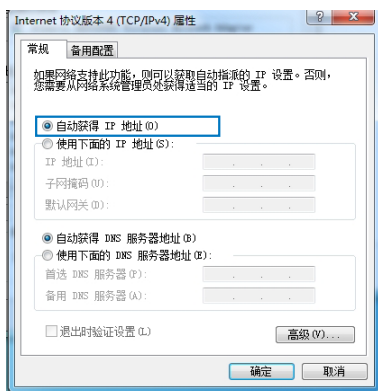 Internet 协议版本 4 (TCP/IPv4) 属性
常规 备用配置
如果网络支持此功能，则可以获取自动指派的 IP 设置。否则，
您需要从网络系统管理员处获得适当的 IP 设置。
自动获得 IP 地址(O)
使用下面的 IP 地址(S):
IP 地址(I):
子网掩码(U):
默认网关(D):
自动获得 DNS 服务器地址(B)
使用下面的 DNS 服务器地址(E):
首选 DNS 服务器(P):
备用 DNS 服务器(A):
退出时验证设置(L)
高级(V)...
确定 取消